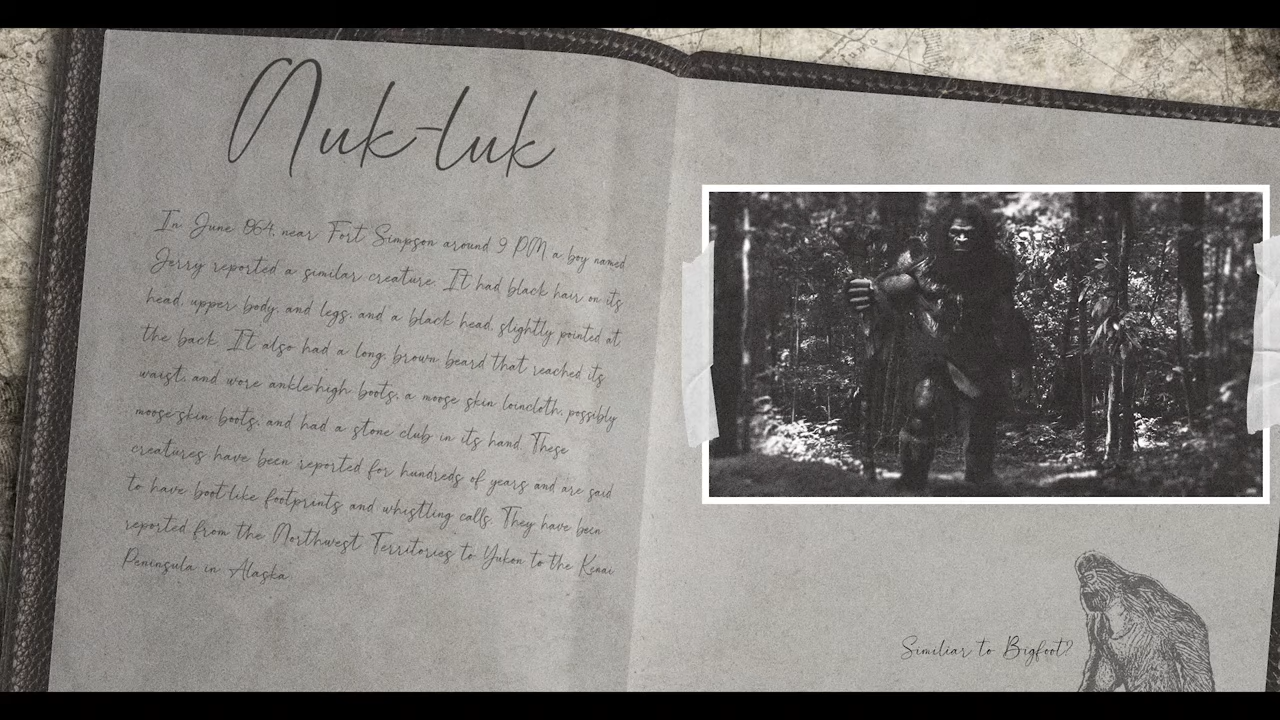 Nuk-luk
In June 1964, near Fort Simpson around 9 PM a boy named
Jerry reported a similar creature. It had black hair on its
head, upper body, and legs, and a black head, slightly pointed at
the back. It also had a long, brown beard that reached its
waist, and wore ankle-high boots, a moose skin loincloth, possibly
moose-skin boots, and had a stone club in its hand. These
creatures have been reported for hundreds of years and are said
to have boot-like footprints and whistling calls. They have been
reported from the Northwest Territories to Yukon to the Kenai
Peninsula in Alaska
Similiar to Bigfoot?